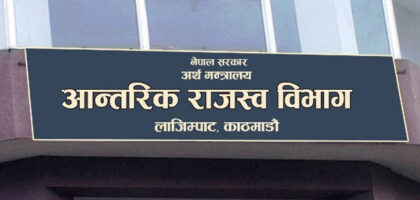 नेपाल सरकार
अर्थ मन्त्रालय
आन्तरिक राजस्व विभाग
लाजिम्पाट, काठमाडौं